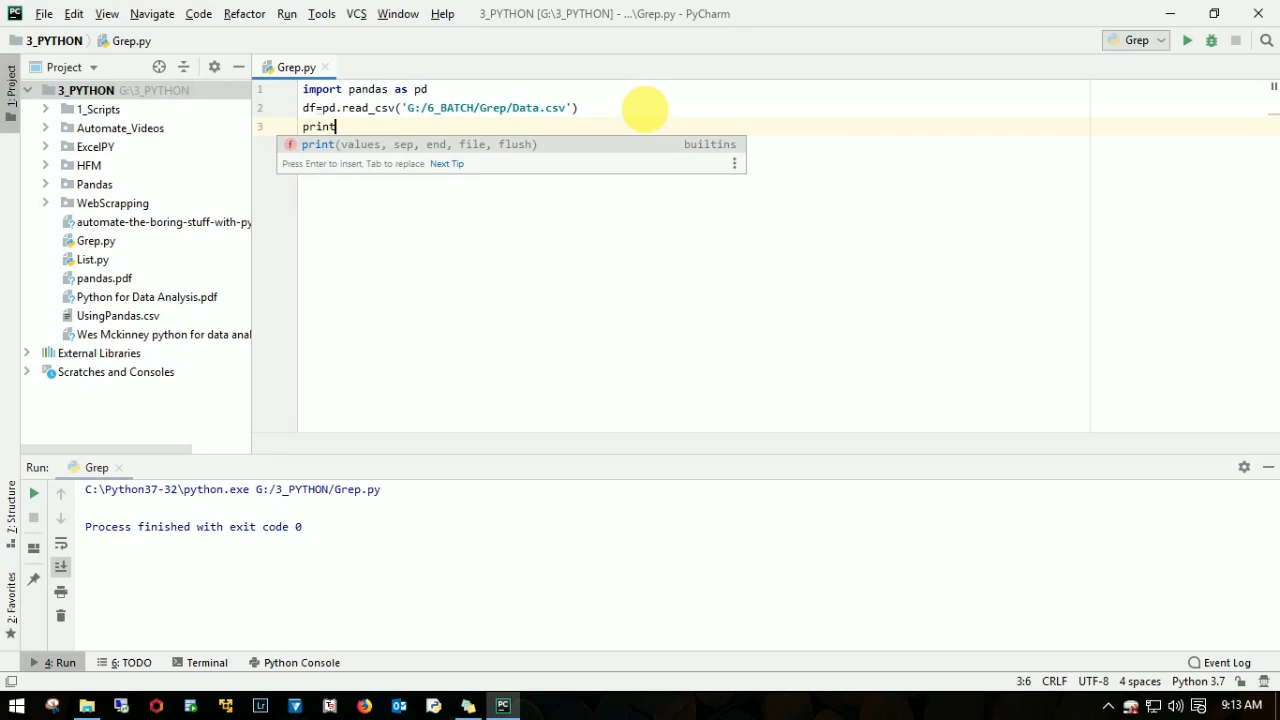 PC File Edit View Navigate Code Refactor Run Tools VCS Window Help 3_PYTHON [G:\3_PYTHON] - ...\Grep.py - PyCharm
3_PYTHON Grep.py Grep
1: Project Project Grep.py
3_PYTHON G:\3_PYTHON
1_Scripts
Automate_Videos
ExcelPY
HFM
Pandas
WebScrapping
automate-the-boring-stuff-with-py
Grep.py
List.py
pandas.pdf
Python for Data Analysis.pdf
UsingPandas.csv
Wes Mckinney python for data anal
External Libraries
Scratches and Consoles
1 import pandas as pd
2 df=pd.read_csv('G:/6_BATCH/Grep/Data.csv')
3 print
f print(values, sep, end, file, flush) builtins
Press Enter to insert, Tab to replace Next Tip
Run: Grep
C:\Python37-32\python.exe G:/3_PYTHON/Grep.py
Process finished with exit code 0
Z: Structure
2: Favorites
4: Run 6: TODO Terminal Python Console Event Log
3:6 CRLF UTF-8 4 spaces Python 3.7
PC 9:13 AM